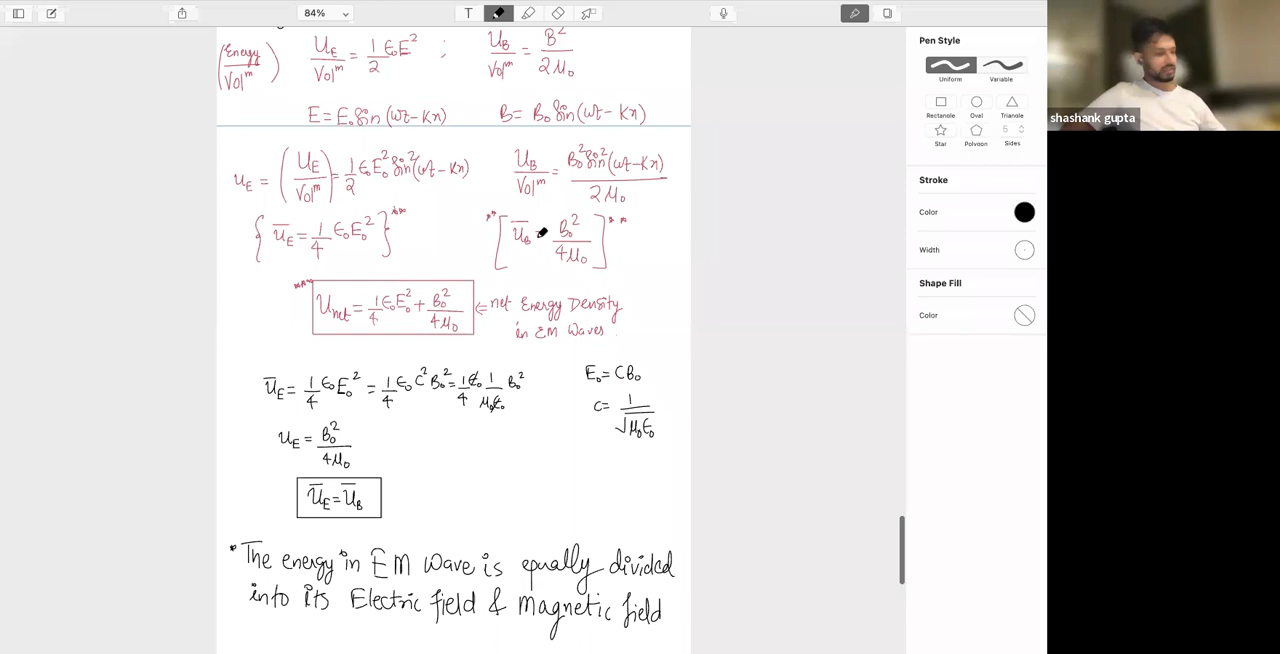 84%
T
(Energy/Vol^m) U_E/Vol^m = 1/2 ε₀E² ; U_B/Vol^m = B²/2μ₀
E = E₀ Sin (ωt - Kx) B = B₀ Sin (ωt - Kx)
u_E = (U_E/Vol^m) = 1/2 ε₀E₀² Sin² (ωt - Kx) U_B/Vol^m = B₀² Sin² (ωt - Kx)/2μ₀
{ū_E = 1/4 ε₀E₀²}** **[ū_B = B₀²/4μ₀]**
*** U_net = 1/4 ε₀E₀² + B₀²/4μ₀ ⇐ net Energy Density
in EM Waves.
ū_E = 1/4 ε₀E₀² = 1/4 ε₀ C² B₀² = 1/4 ε₀ 1/μ₀ε₀ B₀² E₀ = CB₀
C = 1/√μ₀ε₀
u_E = B₀²/4μ₀
ū_E = ū_B
* The energy in EM Wave is equally divided
into its Electric field & Magnetic field
Pen Style
Uniform Variable
Rectangle Oval Triangle
Star Polygon 5 Sides
Stroke
Color
Width
Shape Fill
Color
shashank gupta